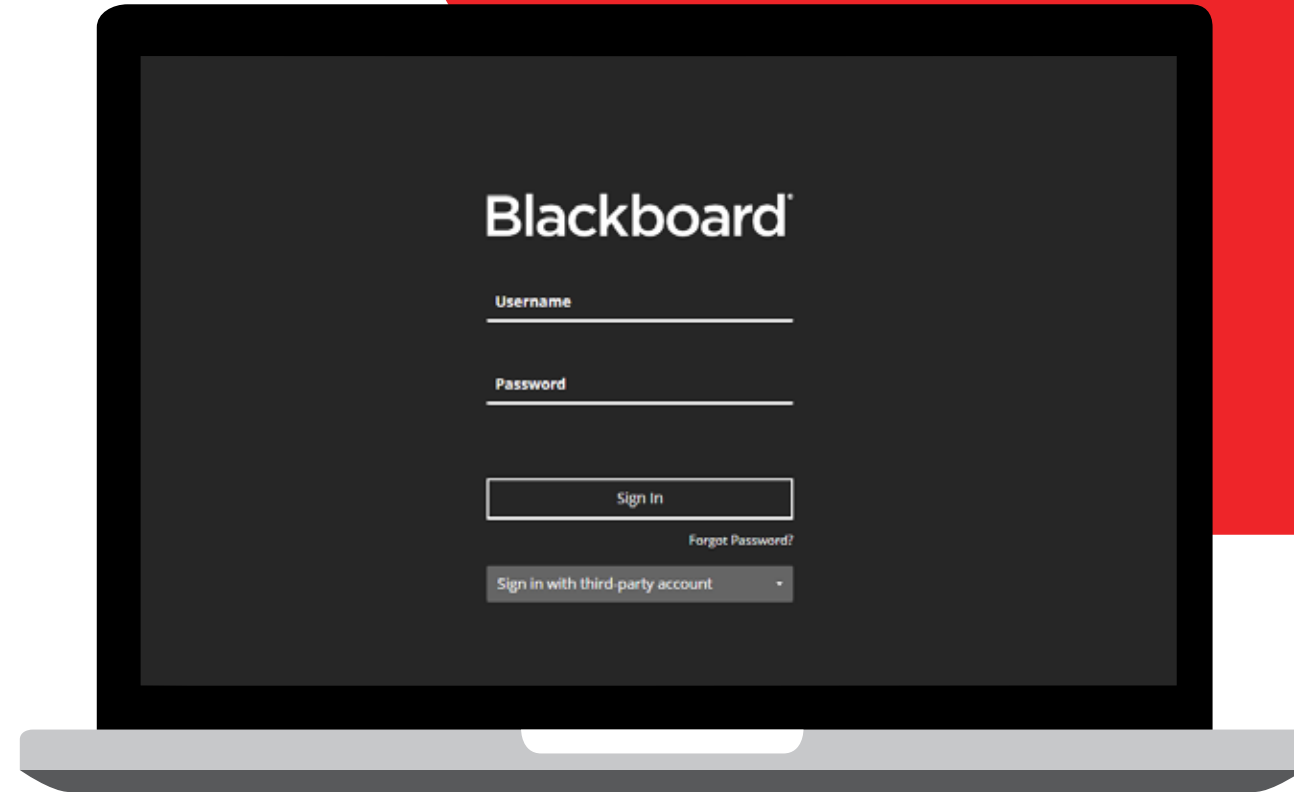 Blackboard
Username
Password
Sign In
Forgot Password?
Sign in with third-party account